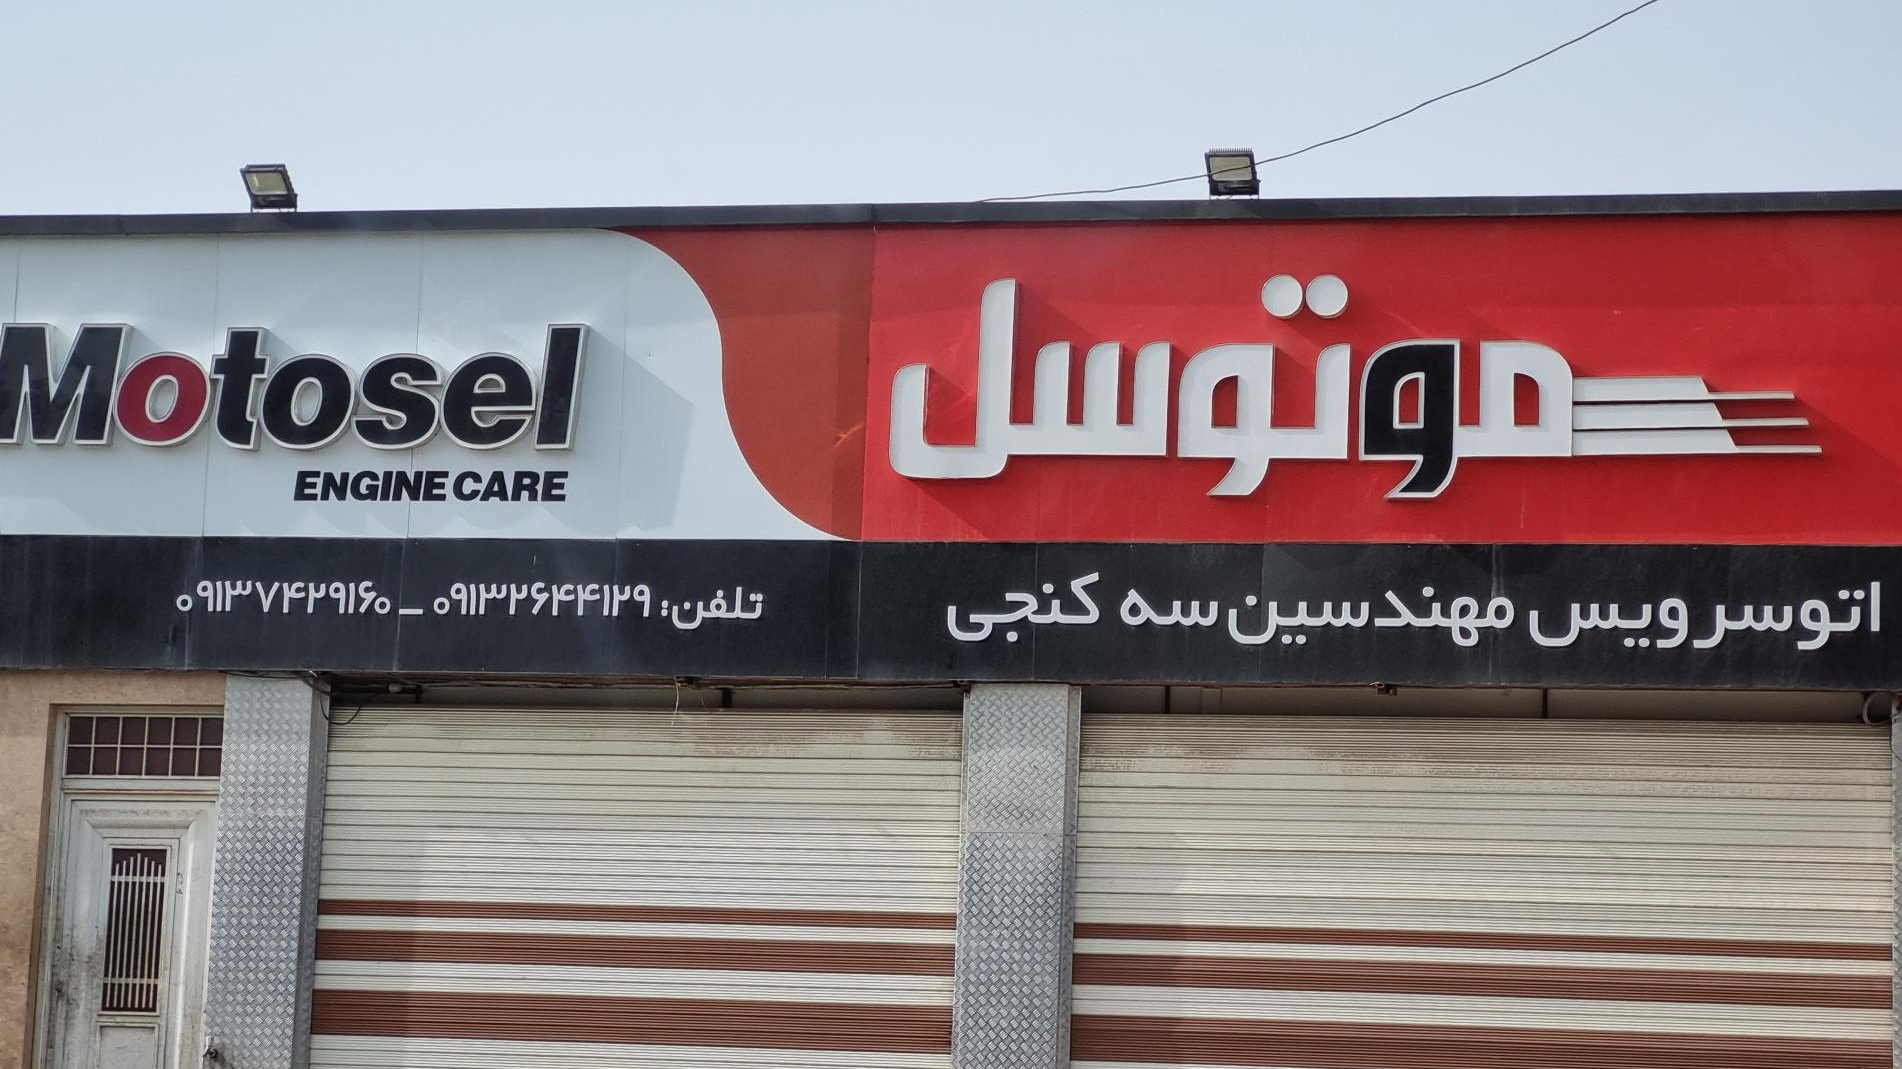 موتوسل
Motosel
ENGINE CARE
اتوسرویس مهندسین سه کنجی
تلفن: ۰۹۱۳۲۶۴۴۱۲۹ - ۰۹۱۳۷۴۲۹۱۶۰